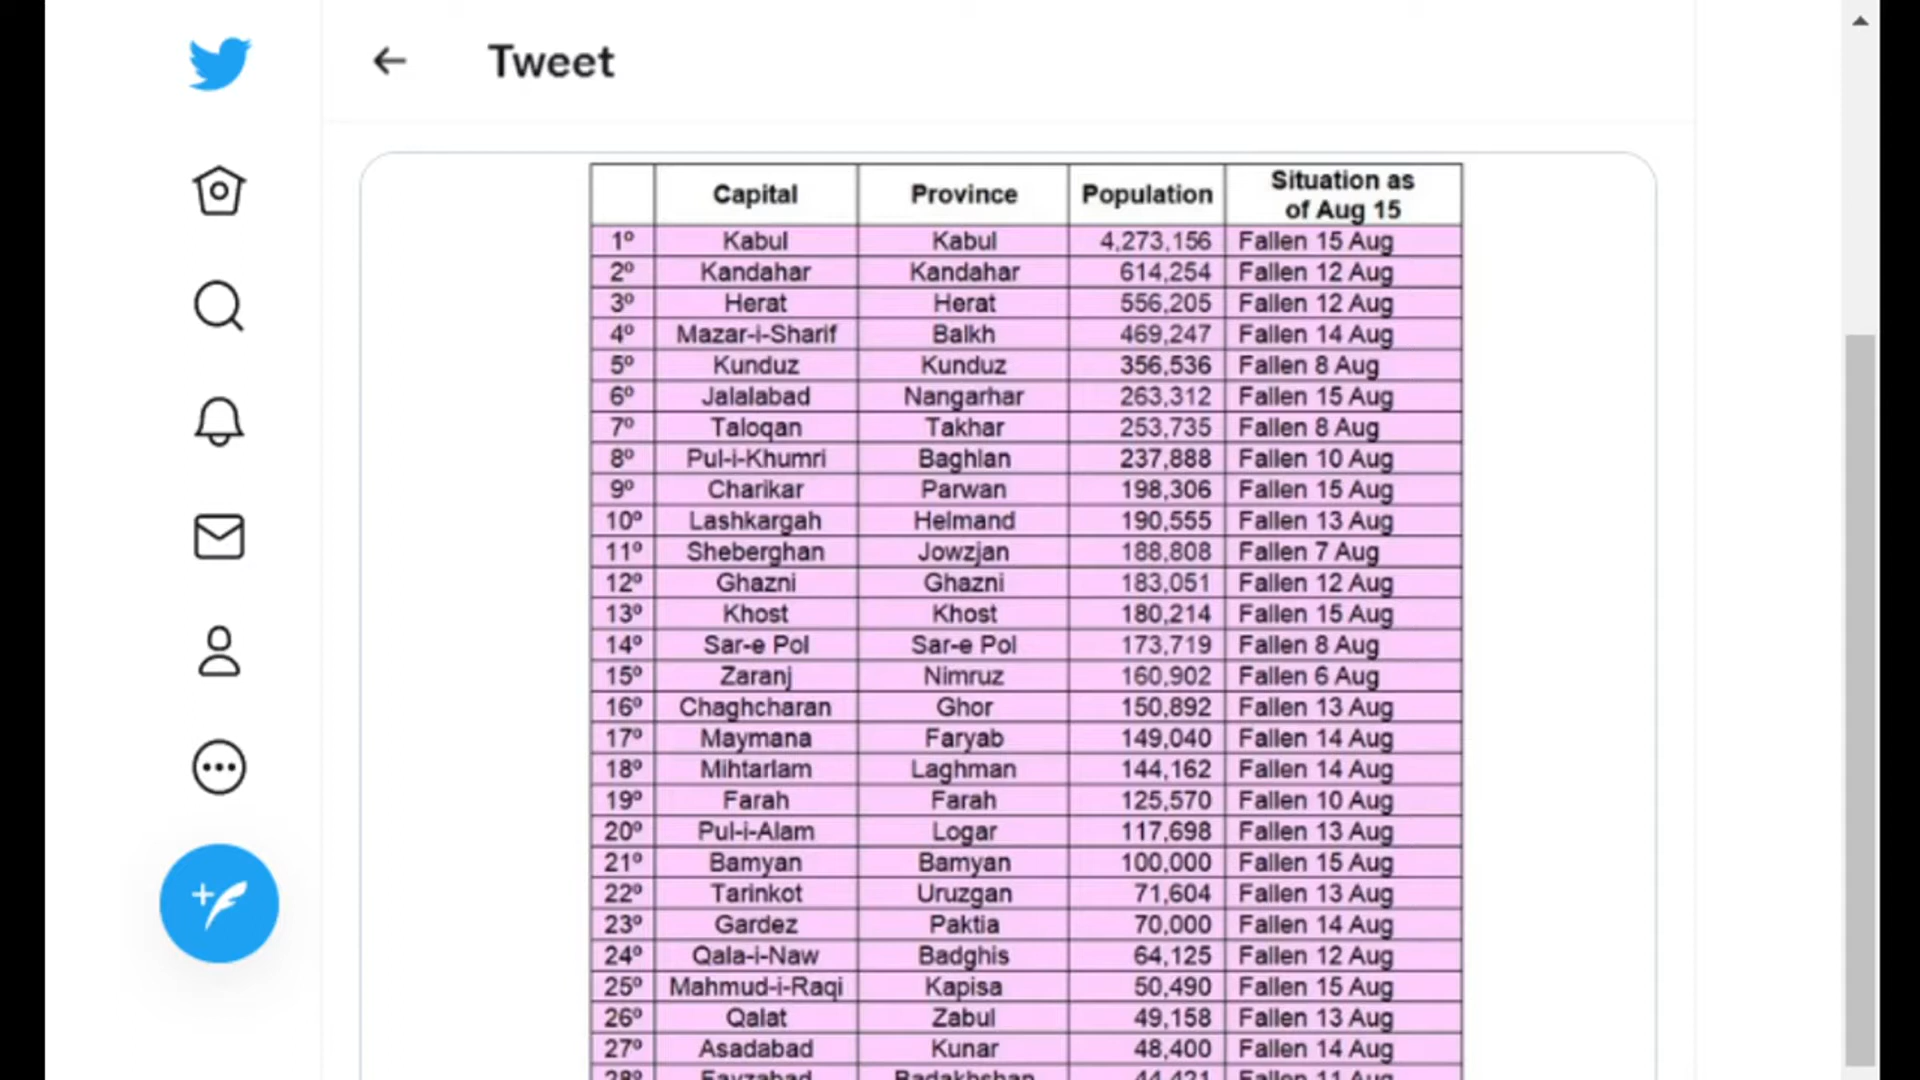 Tweet
Capital Province Population Situation as of Aug 15
1º Kabul Kabul 4,273,156 Fallen 15 Aug
2º Kandahar Kandahar 614,254 Fallen 12 Aug
3º Herat Herat 556,205 Fallen 12 Aug
4º Mazar-i-Sharif Balkh 469,247 Fallen 14 Aug
5º Kunduz Kunduz 356,536 Fallen 8 Aug
6º Jalalabad Nangarhar 263,312 Fallen 15 Aug
7º Taloqan Takhar 253,735 Fallen 8 Aug
8º Pul-i-Khumri Baghlan 237,888 Fallen 10 Aug
9º Charikar Parwan 198,306 Fallen 15 Aug
10º Lashkargah Helmand 190,555 Fallen 13 Aug
11º Sheberghan Jowzjan 188,808 Fallen 7 Aug
12º Ghazni Ghazni 183,051 Fallen 12 Aug
13º Khost Khost 180,214 Fallen 15 Aug
14º Sar-e Pol Sar-e Pol 173,719 Fallen 8 Aug
15º Zaranj Nimruz 160,902 Fallen 6 Aug
16º Chaghcharan Ghor 150,892 Fallen 13 Aug
17º Maymana Faryab 149,040 Fallen 14 Aug
18º Mihtarlam Laghman 144,162 Fallen 14 Aug
19º Farah Farah 125,570 Fallen 10 Aug
20º Pul-i-Alam Logar 117,698 Fallen 13 Aug
21º Bamyan Bamyan 100,000 Fallen 15 Aug
22º Tarinkot Uruzgan 71,604 Fallen 13 Aug
23º Gardez Paktia 70,000 Fallen 14 Aug
24º Qala-i-Naw Badghis 64,125 Fallen 12 Aug
25º Mahmud-i-Raqi Kapisa 50,490 Fallen 15 Aug
26º Qalat Zabul 49,158 Fallen 13 Aug
27º Asadabad Kunar 48,400 Fallen 14 Aug
28º Fayzabad Badakhshan 44,421 Fallen 11 Aug